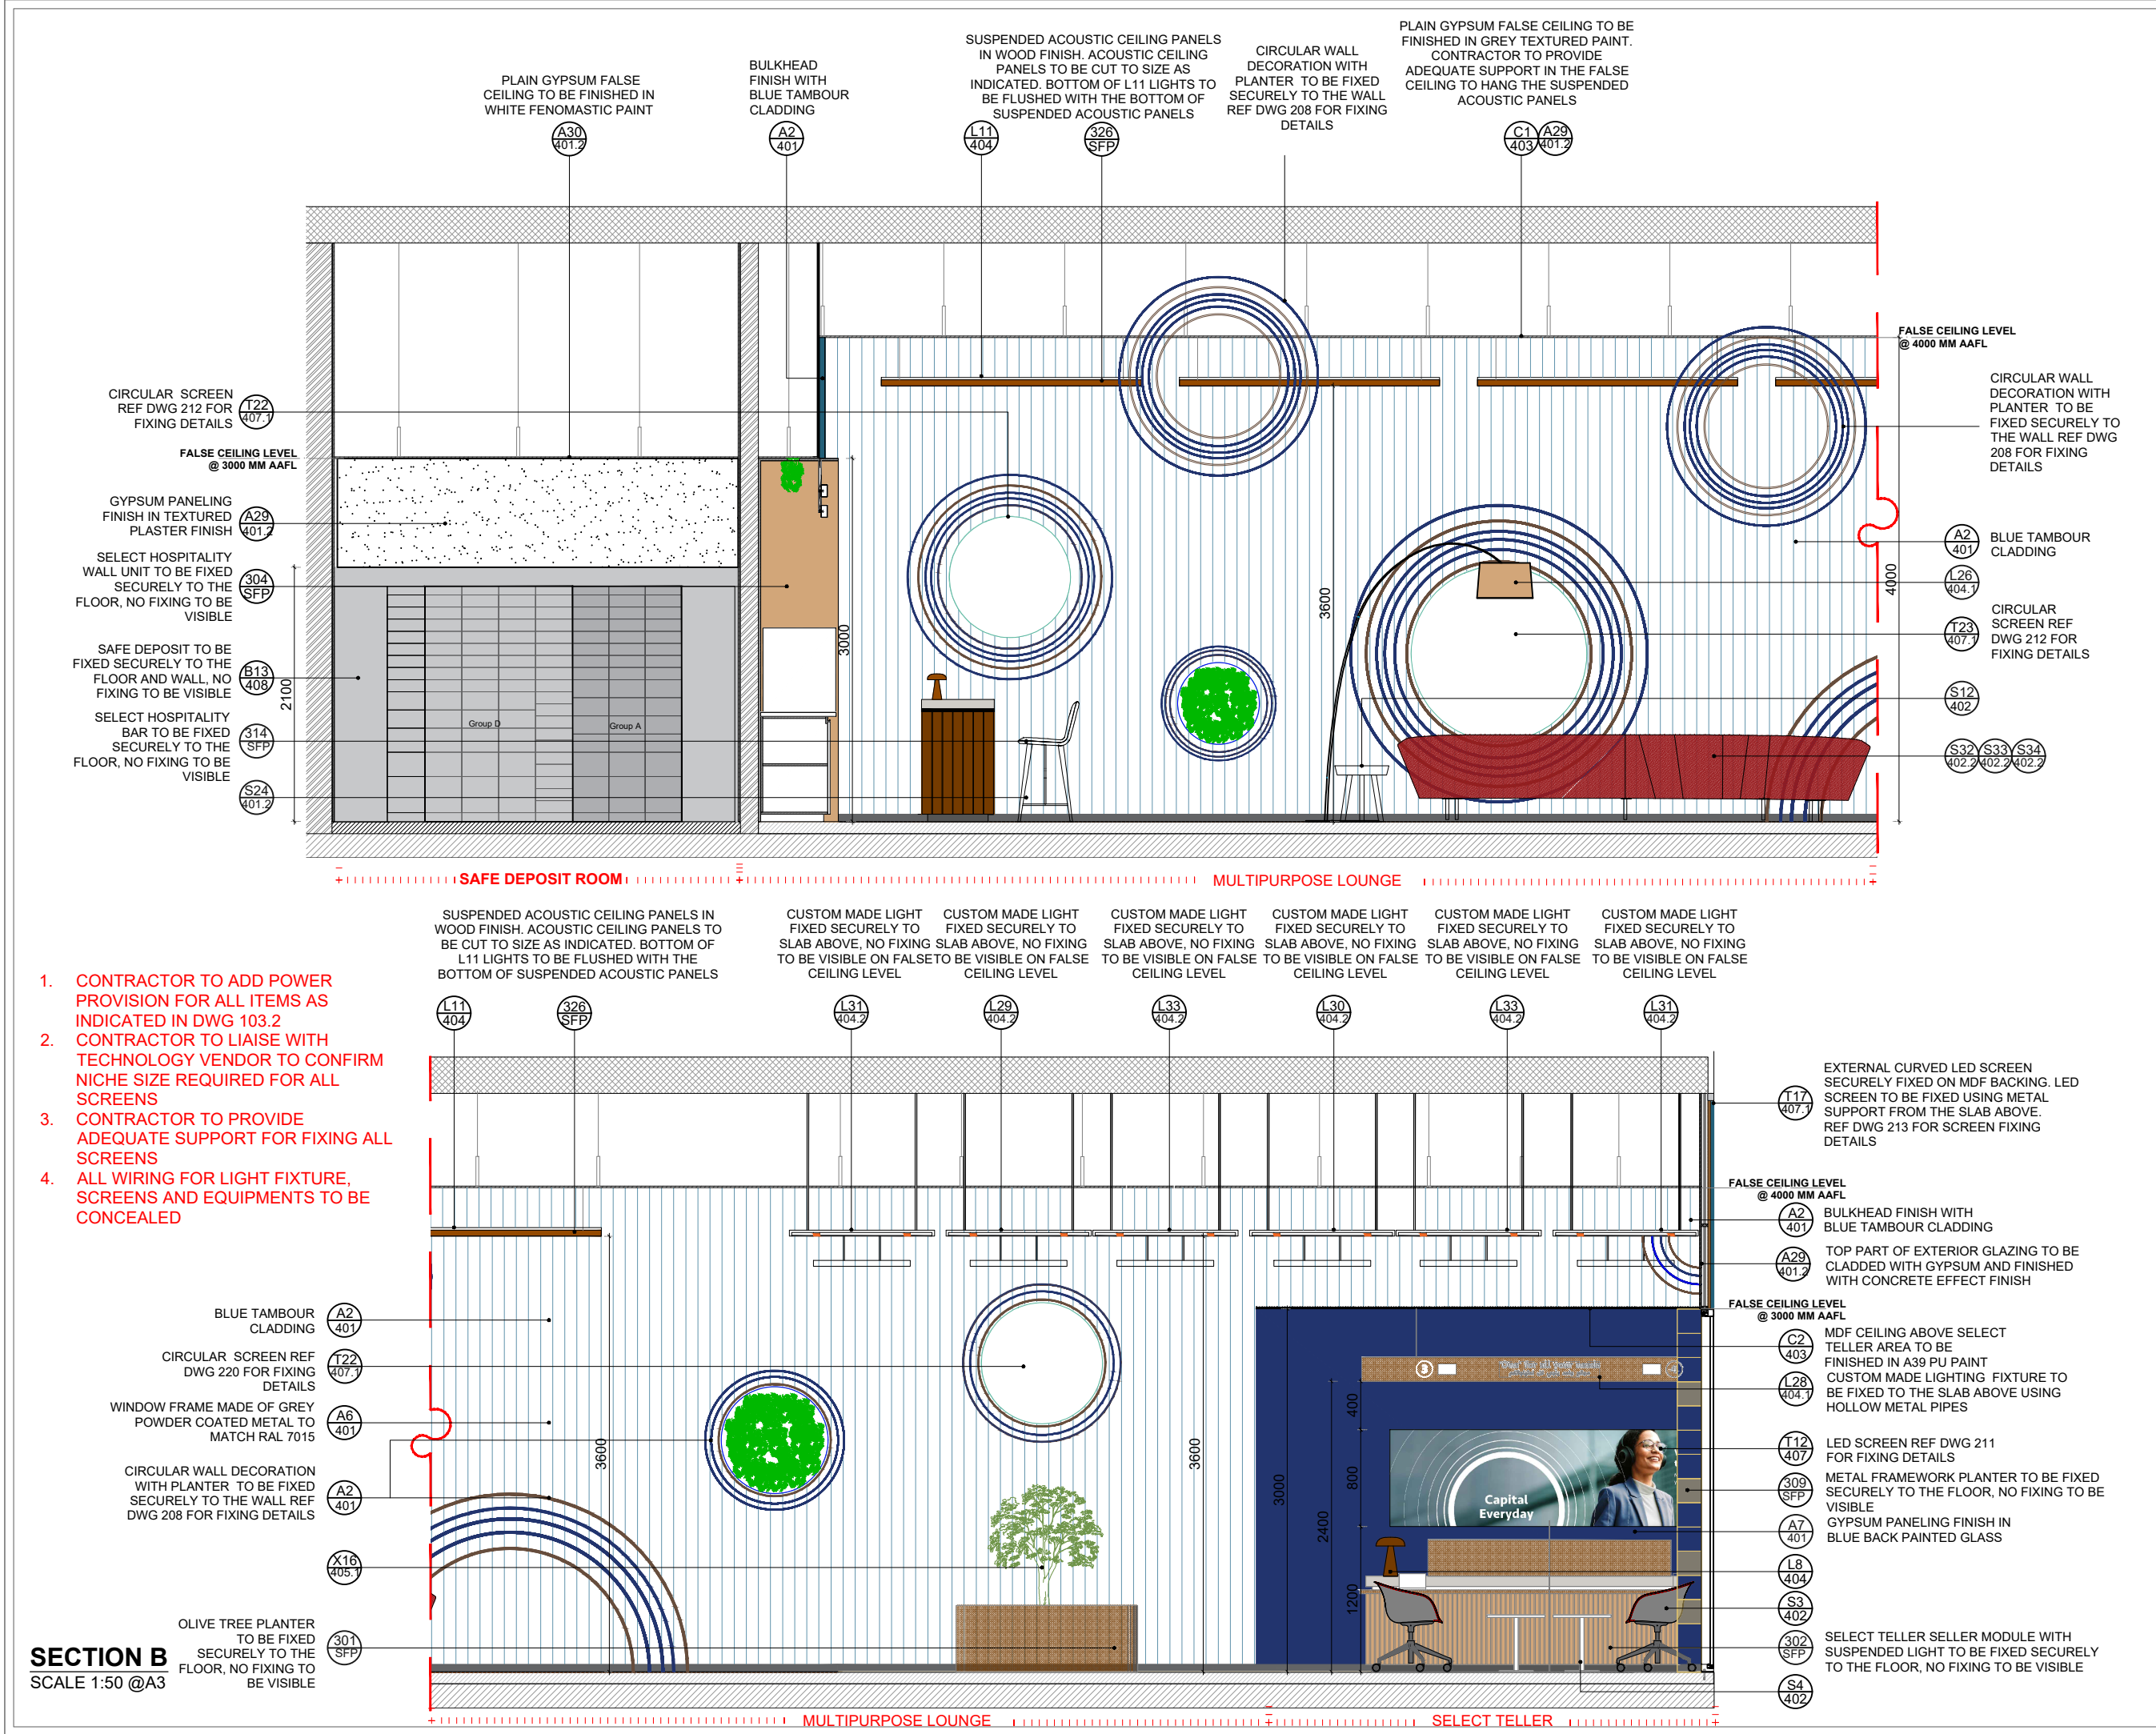 PLAIN GYPSUM FALSE
CEILING TO BE FINISHED IN
WHITE FENOMASTIC PAINT
A30
401.2
BULKHEAD
FINISH WITH
BLUE TAMBOUR
CLADDING
A2
401
SUSPENDED ACOUSTIC CEILING PANELS
IN WOOD FINISH. ACOUSTIC CEILING
PANELS TO BE CUT TO SIZE AS
INDICATED. BOTTOM OF L11 LIGHTS TO
BE FLUSHED WITH THE BOTTOM OF
SUSPENDED ACOUSTIC PANELS
L11
404
326
SFP
CIRCULAR WALL
DECORATION WITH
PLANTER TO BE FIXED
SECURELY TO THE WALL
REF DWG 208 FOR FIXING
DETAILS
PLAIN GYPSUM FALSE CEILING TO BE
FINISHED IN GREY TEXTURED PAINT.
CONTRACTOR TO PROVIDE
ADEQUATE SUPPORT IN THE FALSE
CEILING TO HANG THE SUSPENDED
ACOUSTIC PANELS
C1
403
A29
401.2
CIRCULAR SCREEN
REF DWG 212 FOR
FIXING DETAILS
T22
407.1
FALSE CEILING LEVEL
@ 3000 MM AAFL
GYPSUM PANELING
FINISH IN TEXTURED
PLASTER FINISH
A29
401.2
SELECT HOSPITALITY
WALL UNIT TO BE FIXED
SECURELY TO THE
FLOOR, NO FIXING TO BE
VISIBLE
304
SFP
SAFE DEPOSIT TO BE
FIXED SECURELY TO THE
FLOOR AND WALL, NO
FIXING TO BE VISIBLE
B13
408
SELECT HOSPITALITY
BAR TO BE FIXED
SECURELY TO THE
FLOOR, NO FIXING TO BE
VISIBLE
314
SFP
S24
401.2
2100
Group D
Group A
3000
3600
4000
FALSE CEILING LEVEL
@ 4000 MM AAFL
CIRCULAR WALL
DECORATION WITH
PLANTER TO BE
FIXED SECURELY TO
THE WALL REF DWG
208 FOR FIXING
DETAILS
A2
401
BLUE TAMBOUR
CLADDING
L26
404.1
T23
407.1
CIRCULAR
SCREEN REF
DWG 212 FOR
FIXING DETAILS
S12
402
S32
402.2
S33
402.2
S34
402.2
SAFE DEPOSIT ROOM
MULTIPURPOSE LOUNGE
1. CONTRACTOR TO ADD POWER
PROVISION FOR ALL ITEMS AS
INDICATED IN DWG 103.2
2. CONTRACTOR TO LIAISE WITH
TECHNOLOGY VENDOR TO CONFIRM
NICHE SIZE REQUIRED FOR ALL
SCREENS
3. CONTRACTOR TO PROVIDE
ADEQUATE SUPPORT FOR FIXING ALL
SCREENS
4. ALL WIRING FOR LIGHT FIXTURE,
SCREENS AND EQUIPMENTS TO BE
CONCEALED
SUSPENDED ACOUSTIC CEILING PANELS IN
WOOD FINISH. ACOUSTIC CEILING PANELS TO
BE CUT TO SIZE AS INDICATED. BOTTOM OF
L11 LIGHTS TO BE FLUSHED WITH THE
BOTTOM OF SUSPENDED ACOUSTIC PANELS
L11
404
326
SFP
CUSTOM MADE LIGHT
FIXED SECURELY TO
SLAB ABOVE, NO FIXING
TO BE VISIBLE ON FALSE
CEILING LEVEL
L31
404.2
CUSTOM MADE LIGHT
FIXED SECURELY TO
SLAB ABOVE, NO FIXING
TO BE VISIBLE ON FALSE
CEILING LEVEL
L29
404.2
CUSTOM MADE LIGHT
FIXED SECURELY TO
SLAB ABOVE, NO FIXING
TO BE VISIBLE ON FALSE
CEILING LEVEL
L33
404.2
CUSTOM MADE LIGHT
FIXED SECURELY TO
SLAB ABOVE, NO FIXING
TO BE VISIBLE ON FALSE
CEILING LEVEL
L30
404.2
CUSTOM MADE LIGHT
FIXED SECURELY TO
SLAB ABOVE, NO FIXING
TO BE VISIBLE ON FALSE
CEILING LEVEL
L33
404.2
CUSTOM MADE LIGHT
FIXED SECURELY TO
SLAB ABOVE, NO FIXING
TO BE VISIBLE ON FALSE
CEILING LEVEL
L31
404.2
T17
407.1
EXTERNAL CURVED LED SCREEN
SECURELY FIXED ON MDF BACKING. LED
SCREEN TO BE FIXED USING METAL
SUPPORT FROM THE SLAB ABOVE.
REF DWG 213 FOR SCREEN FIXING
DETAILS
FALSE CEILING LEVEL
@ 4000 MM AAFL
A2
401
BULKHEAD FINISH WITH
BLUE TAMBOUR CLADDING
A29
401.2
TOP PART OF EXTERIOR GLAZING TO BE
CLADDED WITH GYPSUM AND FINISHED
WITH CONCRETE EFFECT FINISH
FALSE CEILING LEVEL
@ 3000 MM AAFL
C2
403
MDF CEILING ABOVE SELECT
TELLER AREA TO BE
FINISHED IN A39 PU PAINT
L28
404.1
CUSTOM MADE LIGHTING FIXTURE TO
BE FIXED TO THE SLAB ABOVE USING
HOLLOW METAL PIPES
T12
407
LED SCREEN REF DWG 211
FOR FIXING DETAILS
309
SFP
METAL FRAMEWORK PLANTER TO BE FIXED
SECURELY TO THE FLOOR, NO FIXING TO BE
VISIBLE
A7
401
GYPSUM PANELING FINISH IN
BLUE BACK PAINTED GLASS
L8
404
S3
402
302
SFP
SELECT TELLER SELLER MODULE WITH
SUSPENDED LIGHT TO BE FIXED SECURELY
TO THE FLOOR, NO FIXING TO BE VISIBLE
S4
402
BLUE TAMBOUR
CLADDING
A2
401
CIRCULAR SCREEN REF
DWG 220 FOR FIXING
DETAILS
T22
407.1
WINDOW FRAME MADE OF GREY
POWDER COATED METAL TO
MATCH RAL 7015
A6
401
CIRCULAR WALL DECORATION
WITH PLANTER TO BE FIXED
SECURELY TO THE WALL REF
DWG 208 FOR FIXING DETAILS
A2
401
X16
405.1
OLIVE TREE PLANTER
TO BE FIXED
SECURELY TO THE
FLOOR, NO FIXING TO
BE VISIBLE
301
SFP
3600
3600
3000
2400
400
800
1200
3
4
Capital
Everyday
SECTION B
SCALE 1:50 @A3
MULTIPURPOSE LOUNGE
SELECT TELLER